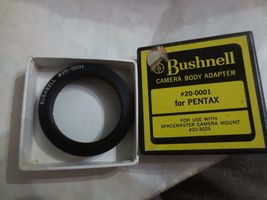 BUSHNELL #20-0001
Bushnell
CAMERA BODY ADAPTER
#20-0001
for PENTAX
FOR USE WITH
SPACEMASTER CAMERA MOUNT
#22-3025